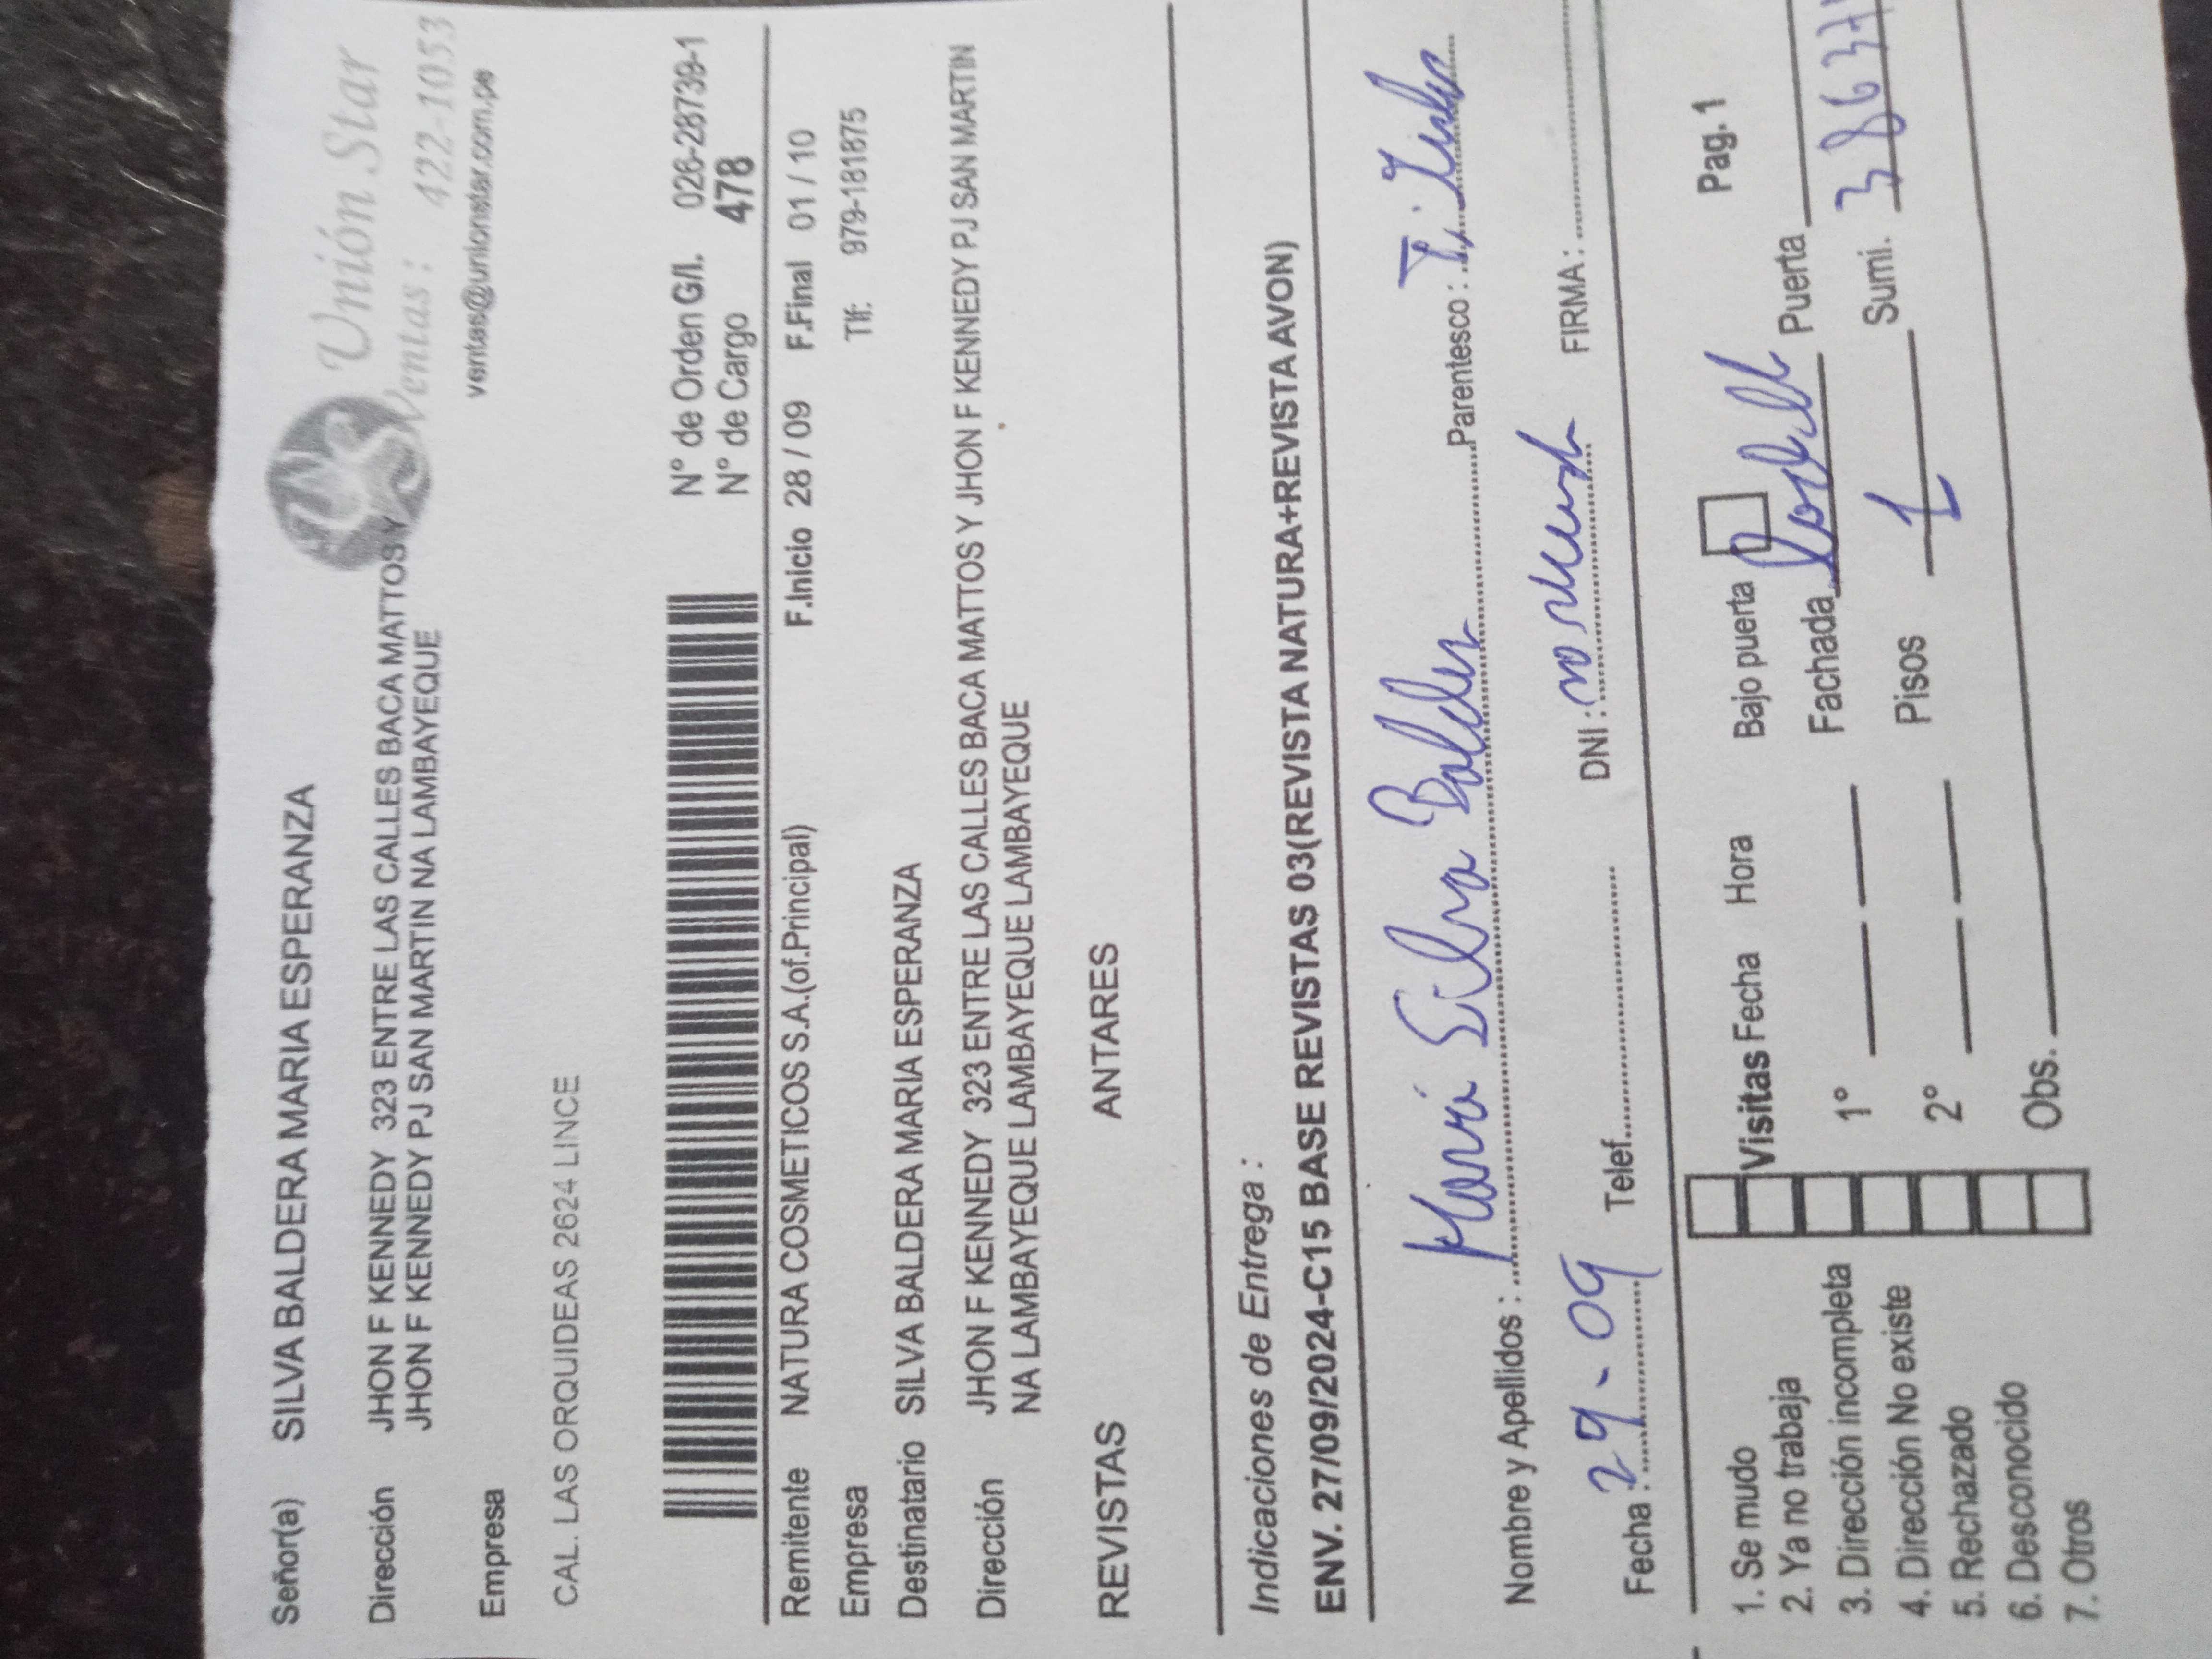 Señor(a) SILVA BALDERA MARIA ESPERANZA
Unión Star
Ventas : 422-1053
ventas@unionstar.com.pe
Dirección JHON F KENNEDY 323 ENTRE LAS CALLES BACA MATTOS Y
JHON F KENNEDY PJ SAN MARTIN NA LAMBAYEQUE
Empresa
CAL. LAS ORQUIDEAS 2624 LINCE
N° de Orden G/I. 026-28739-1
N° de Cargo 478
Remitente NATURA COSMETICOS S.A.(of.Principal) F.Inicio 28 / 09 F.Final 01 / 10
Empresa Tlf: 979-181875
Destinatario SILVA BALDERA MARIA ESPERANZA
Dirección JHON F KENNEDY 323 ENTRE LAS CALLES BACA MATTOS Y JHON F KENNEDY PJ SAN MARTIN
NA LAMBAYEQUE LAMBAYEQUE LAMBAYEQUE
REVISTAS ANTARES
Indicaciones de Entrega :
ENV. 27/09/2024-C15 BASE REVISTAS 03(REVISTA NATURA+REVISTA AVON)
Nombre y Apellidos : Maria Silva Balder Parentesco : Titular
Fecha : 29-09 Telef. DNI : no FIRMA :
1. Se mudo
2. Ya no trabaja
3. Dirección incompleta
4. Dirección No existe
5. Rechazado
6. Desconocido
7. Otros
Visitas Fecha Hora Bajo puerta Pag. 1
1° Fachada Puerta
2° Pisos 1 Sumi.
Obs.